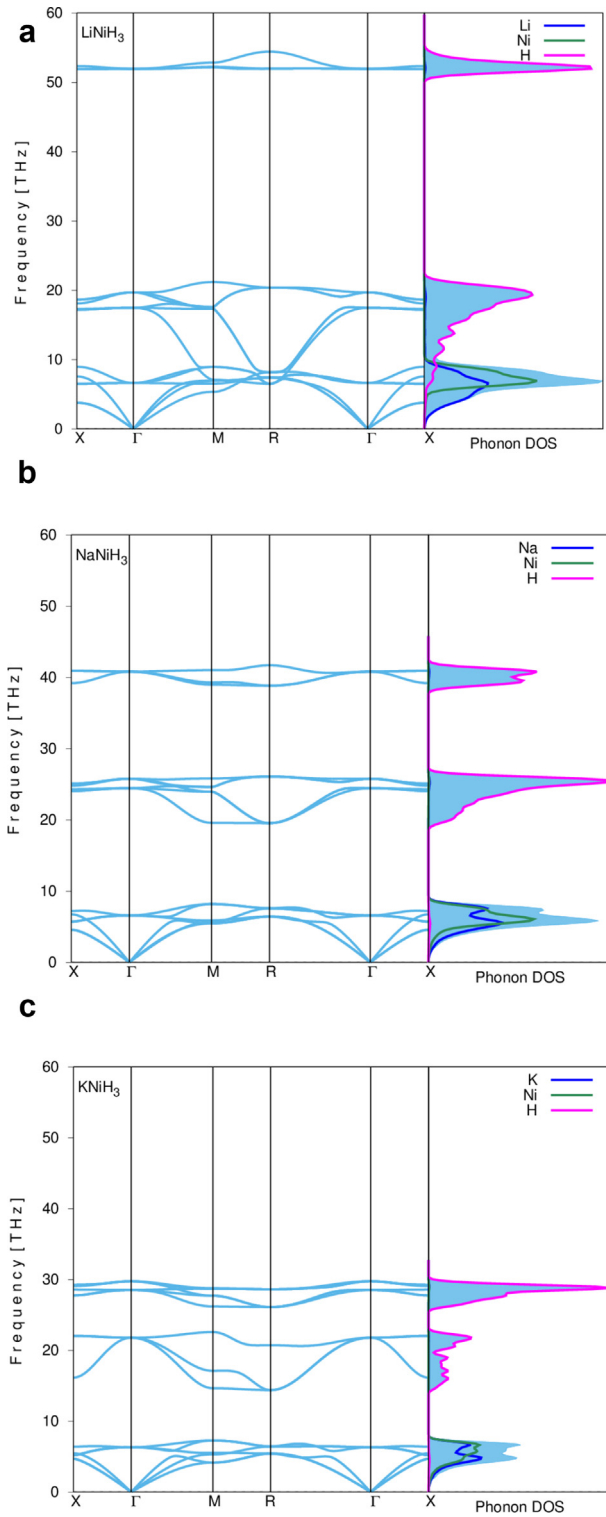 a
LiNiH₃
Li
Ni
H
60
50
40
30
20
10
0
Frequency [THz]
X Γ M R Γ X
Phonon DOS
b
NaNiH₃
Na
Ni
H
60
50
40
30
20
10
0
Frequency [THz]
X Γ M R Γ X
Phonon DOS
c
KNiH₃
K
Ni
H
60
50
40
30
20
10
0
Frequency [THz]
X Γ M R Γ X
Phonon DOS